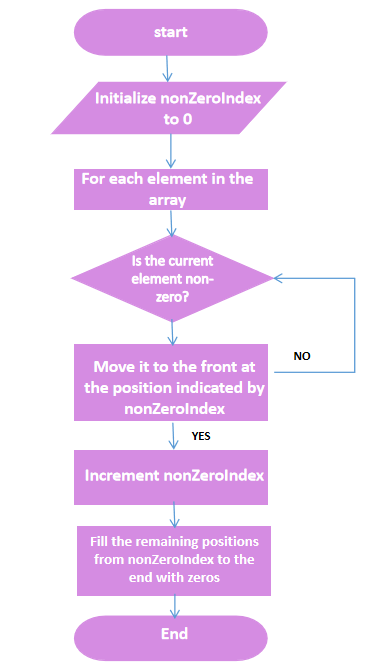 start
Initialize nonZeroIndex
to 0
For each element in the
array
Is the current
element non-
zero?
Move it to the front at
the position indicated by
nonZeroIndex
NO
YES
Increment nonZeroIndex
Fill the remaining positions
from nonZeroIndex to the
end with zeros
End